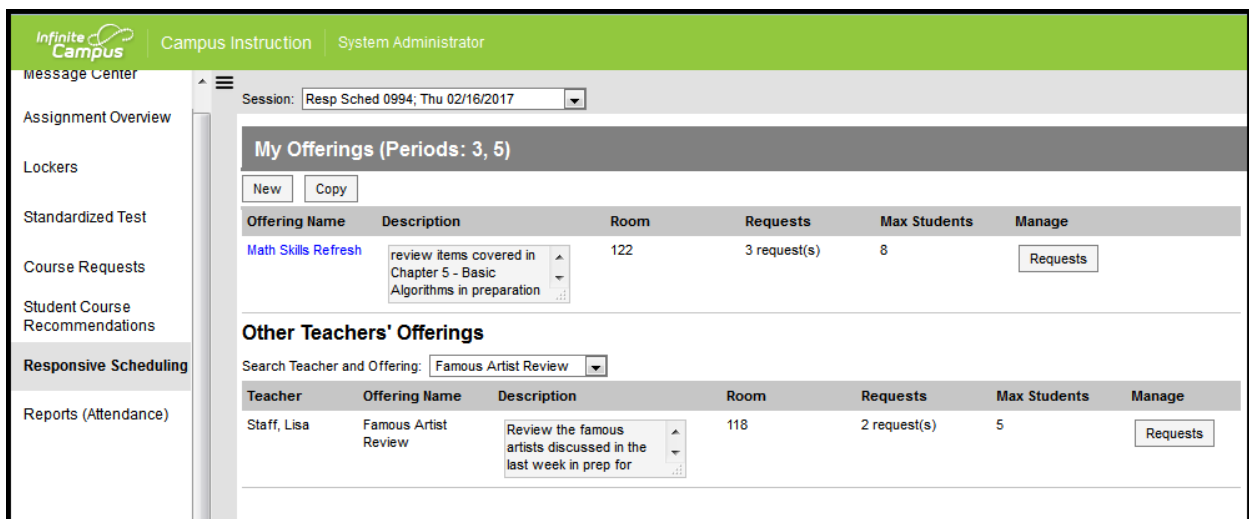 Infinite Campus Campus Instruction System Administrator
Message Center
Assignment Overview
Lockers
Standardized Test
Course Requests
Student Course
Recommendations
Responsive Scheduling
Reports (Attendance)
Session: Resp Sched 0994; Thu 02/16/2017
My Offerings (Periods: 3, 5)
New Copy
Offering Name Description Room Requests Max Students Manage
Math Skills Refresh review items covered in 122 3 request(s) 8 Requests
Chapter 5 - Basic
Algorithms in preparation
Other Teachers' Offerings
Search Teacher and Offering: Famous Artist Review
Teacher Offering Name Description Room Requests Max Students Manage
Staff, Lisa Famous Artist Review the famous 118 2 request(s) 5 Requests
Review artists discussed in the
last week in prep for